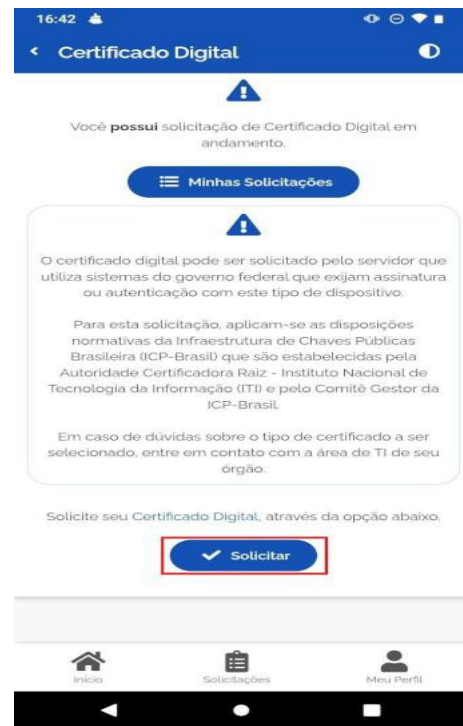 16:42
Certificado Digital
Você possui solicitação de Certificado Digital em
andamento.
Minhas Solicitações
O certificado digital pode ser solicitado pelo servidor que
utiliza sistemas do governo federal que exijam assinatura
ou autenticação com este tipo de dispositivo.
Para esta solicitação, aplicam-se as disposições
normativas da Infraestrutura de Chaves Públicas
Brasileira (ICP-Brasil) que são estabelecidas pela
Autoridade Certificadora Raiz - Instituto Nacional de
Tecnologia da Informação (ITI) e pelo Comitê Gestor da
ICP-Brasil.
Em caso de dúvidas sobre o tipo de certificado a ser
selecionado, entre em contato com a área de TI de seu
órgão.
Solicite seu Certificado Digital, através da opção abaixo.
Solicitar
Início
Solicitações
Meu Perfil